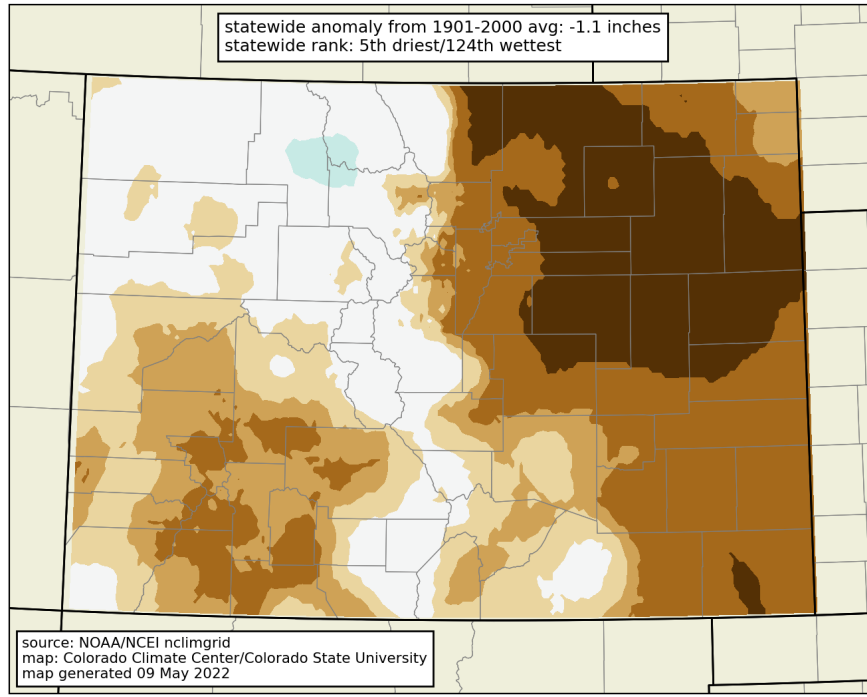 statewide anomaly from 1901-2000 avg: -1.1 inches
statewide rank: 5th driest/124th wettest
source: NOAA/NCEI nclimgrid
map: Colorado Climate Center/Colorado State University
map generated 09 May 2022